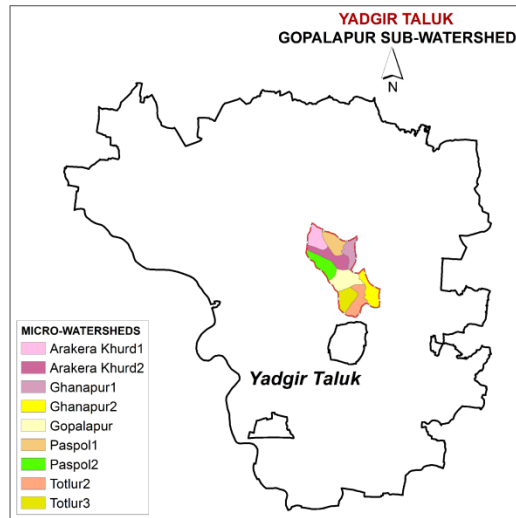 YADGIR TALUK
GOPALAPUR SUB-WATERSHED
N
Yadgir Taluk
MICRO-WATERSHEDS
Arakera Khurd1
Arakera Khurd2
Ghanapur1
Ghanapur2
Gopalapur
Paspol1
Paspol2
Totlur2
Totlur3